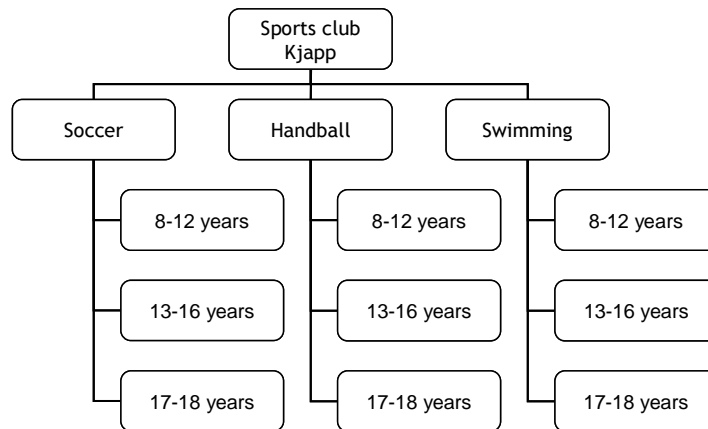 Sports club
Kjapp
Soccer
Handball
Swimming
8-12 years
8-12 years
8-12 years
13-16 years
13-16 years
13-16 years
17-18 years
17-18 years
17-18 years